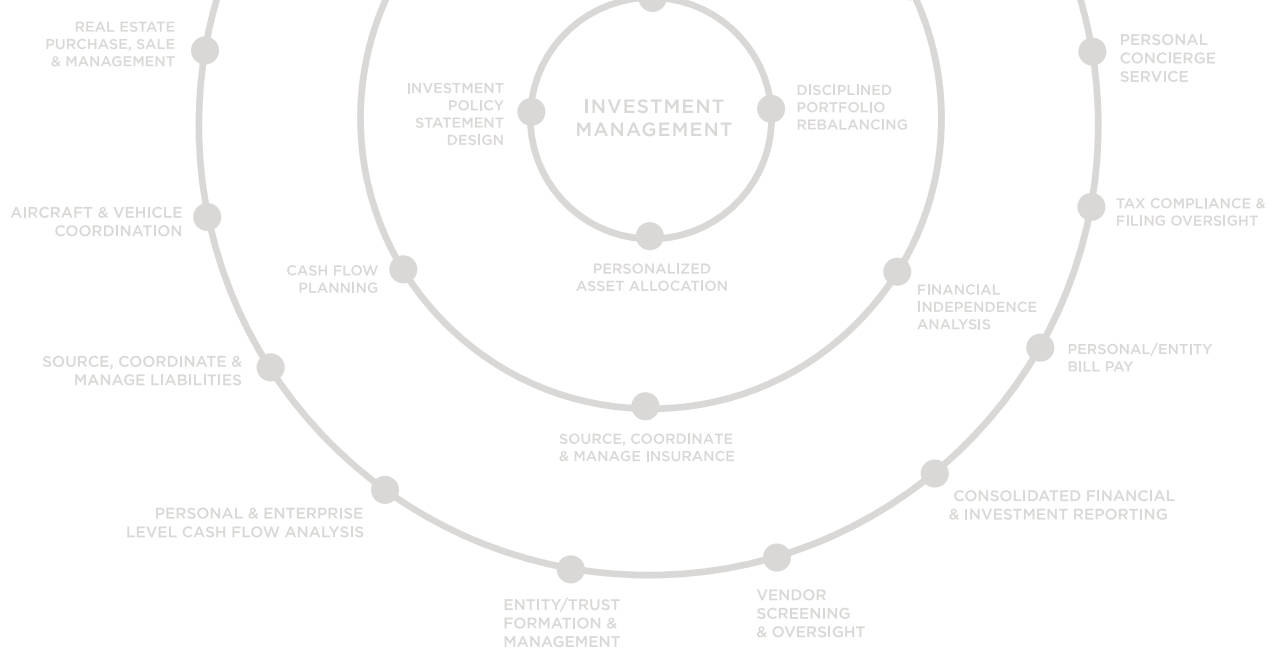 REAL ESTATE
PURCHASE, SALE
& MANAGEMENT
PERSONAL
CONCIERGE
SERVICE
INVESTMENT
POLICY
STATEMENT
DESIGN
INVESTMENT
MANAGEMENT
DISCIPLINED
PORTFOLIO
REBALANCING
AIRCRAFT & VEHICLE
COORDINATION
TAX COMPLIANCE &
FILING OVERSIGHT
CASH FLOW
PLANNING
PERSONALIZED
ASSET ALLOCATION
FINANCIAL
INDEPENDENCE
ANALYSIS
SOURCE, COORDINATE &
MANAGE LIABILITIES
PERSONAL/ENTITY
BILL PAY
SOURCE, COORDINATE
& MANAGE INSURANCE
PERSONAL & ENTERPRISE
LEVEL CASH FLOW ANALYSIS
CONSOLIDATED FINANCIAL
& INVESTMENT REPORTING
ENTITY/TRUST
FORMATION &
MANAGEMENT
VENDOR
SCREENING
& OVERSIGHT